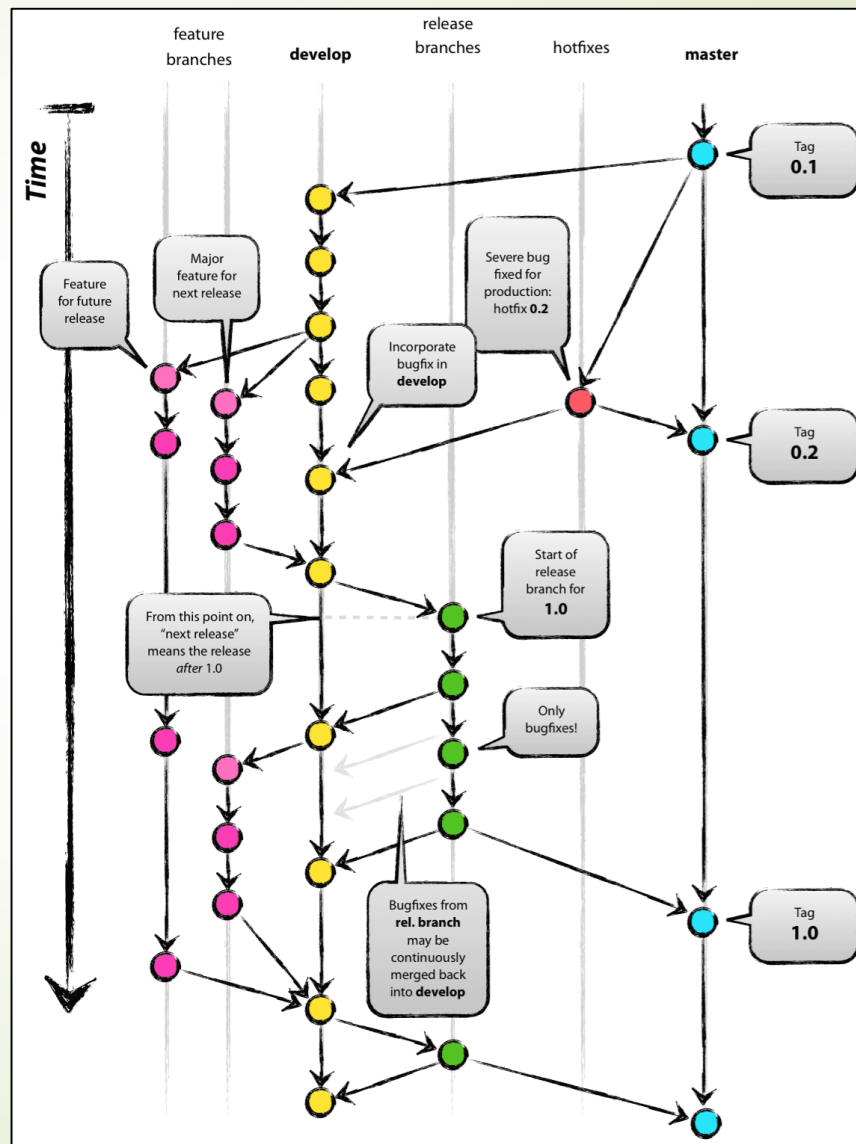 feature
branches
develop
release
branches
hotfixes
master
Time
Tag
0.1
Major
feature for
next release
Severe bug
fixed for
production:
hotfix 0.2
Feature
for future
release
Incorporate
bugfix in
develop
Tag
0.2
Start of
release
branch for
1.0
From this point on,
“next release”
means the release
after 1.0
Only
bugfixes!
Bugfixes from
rel. branch
may be
continuously
merged back
into develop
Tag
1.0